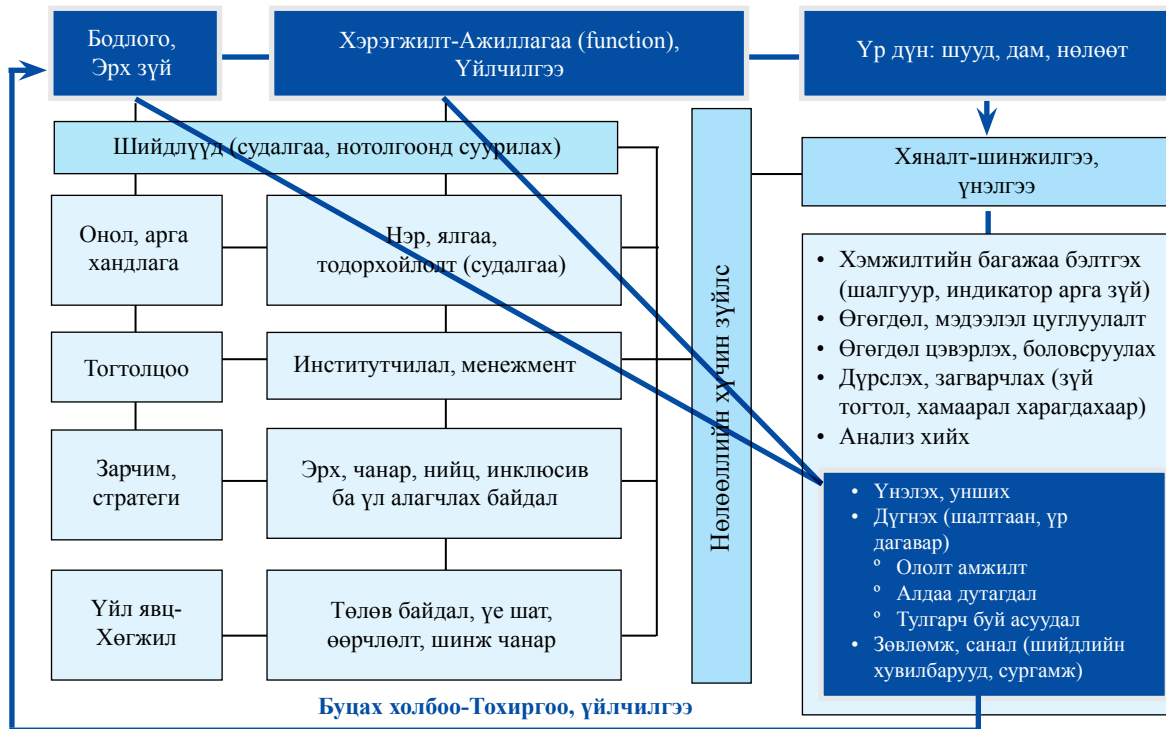 Бодлого,
Эрх зүй
Хэрэгжилт-Ажиллагаа (function),
Үйлчилгээ
Үр дүн: шууд, дам, нөлөөт
Шийдлүүд (судалгаа, нотолгоонд суурилах)
Онол, арга
хандлага
Нэр, ялгаа,
тодорхойлолт (судалгаа)
Тогтолцоо
Институтчилал, менежмент
Зарчим,
стратеги
Эрх, чанар, нийц, инклюсив
ба үл алагчлах байдал
Үйл явц-
Хөгжил
Төлөв байдал, үе шат,
өөрчлөлт, шинж чанар
Нөлөөллийн хүчин зүйлс
Хяналт-шинжилгээ,
үнэлгээ
• Хэмжилтийн багажаа бэлтгэх
(шалгуур, индикатор арга зүй)
• Өгөгдөл, мэдээлэл цуглуулалт
• Өгөгдөл цэвэрлэх, боловсруулах
• Дүрслэх, загварчлах (зүй
тогтол, хамаарал харагдахаар)
• Анализ хийх
• Үнэлэх, унших
• Дүгнэх (шалтгаан, үр
дагавар)
º Ололт амжилт
º Алдаа дутагдал
º Тулгарч буй асуудал
• Зөвлөмж, санал (шийдлийн
хувилбарууд, сургамж)
Буцах холбоо-Тохиргоо, үйлчилгээ